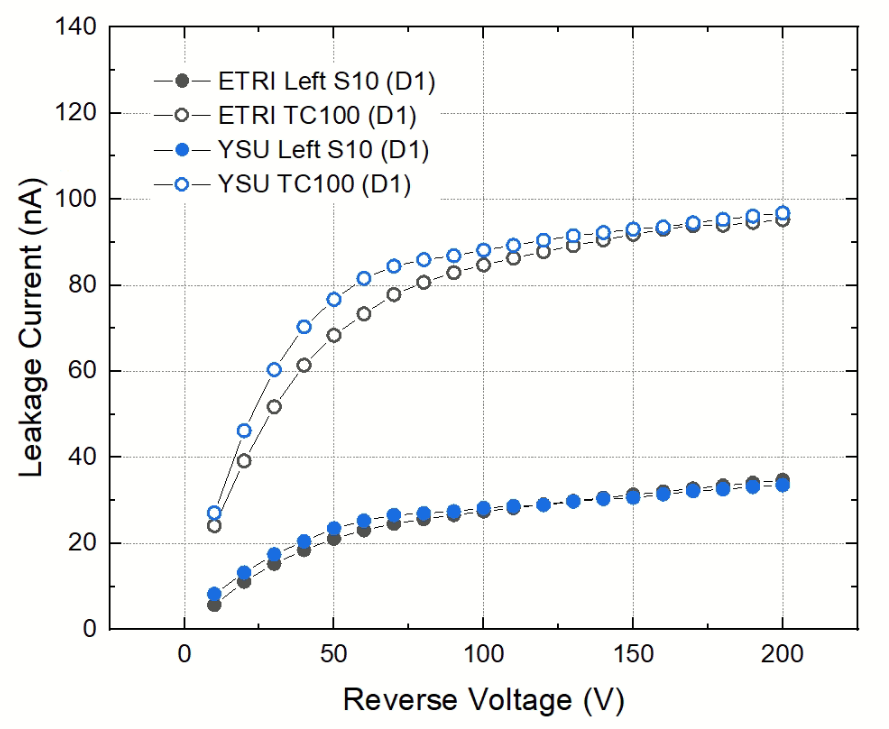 140
120
100
80
60
40
20
0
ETRI Left S10 (D1)
ETRI TC100 (D1)
YSU Left S10 (D1)
YSU TC100 (D1)
Leakage Current (nA)
0 50 100 150 200
Reverse Voltage (V)